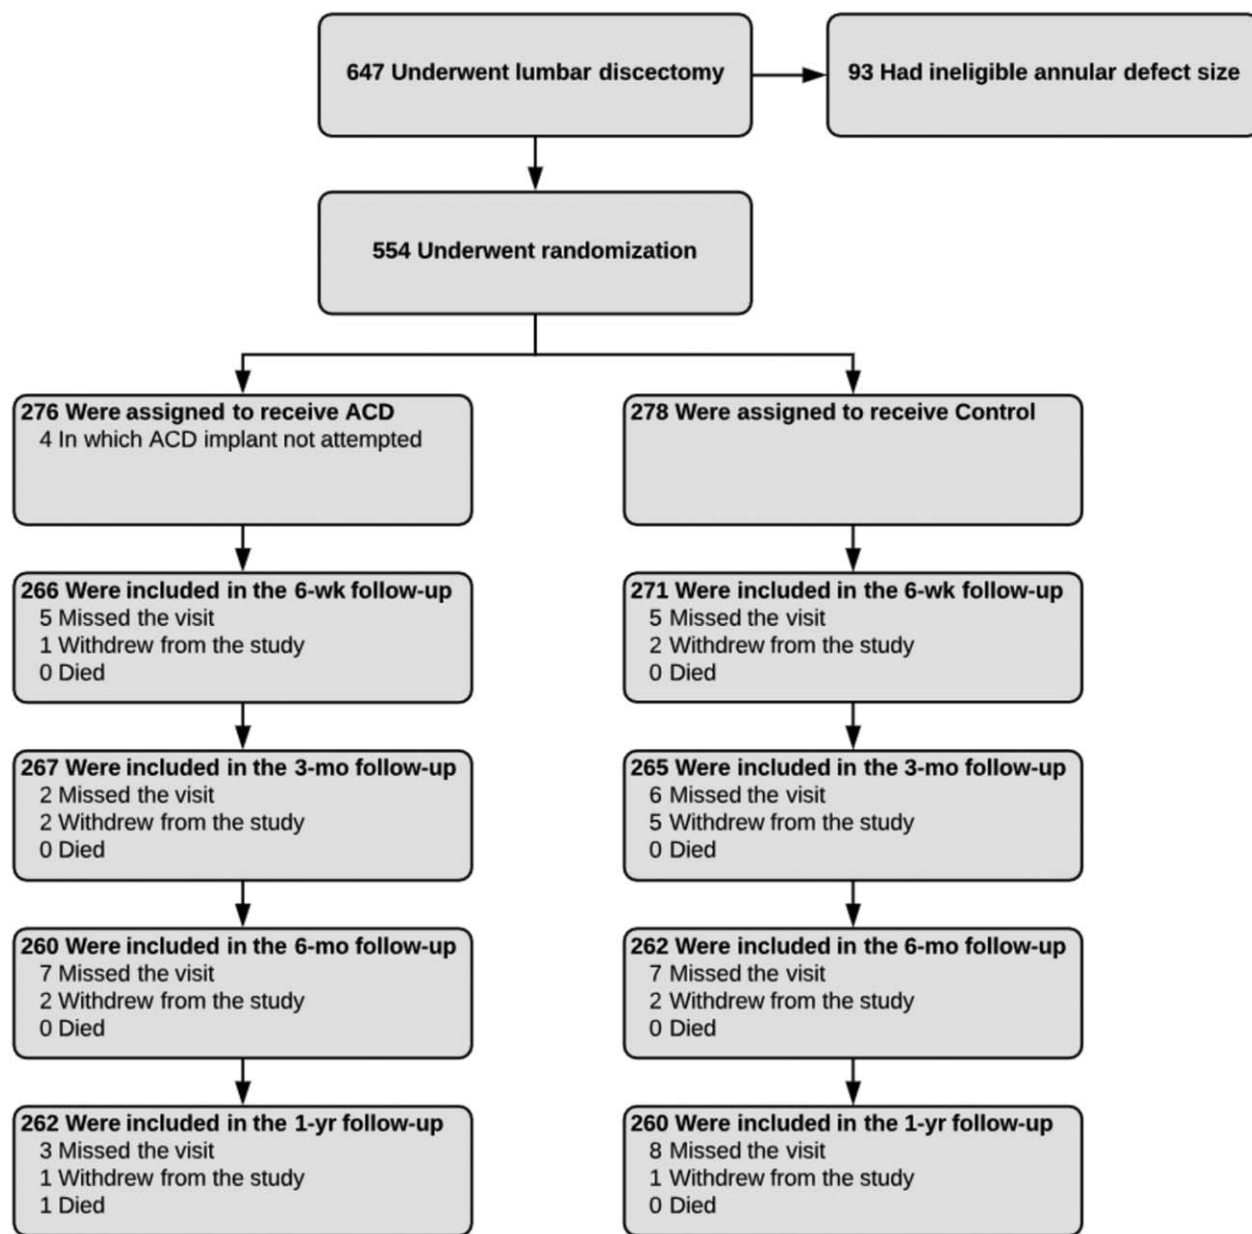 647 Underwent lumbar discectomy
93 Had ineligible annular defect size
554 Underwent randomization
276 Were assigned to receive ACD
4 In which ACD implant not attempted
278 Were assigned to receive Control
266 Were included in the 6-wk follow-up
5 Missed the visit
1 Withdrew from the study
0 Died
271 Were included in the 6-wk follow-up
5 Missed the visit
2 Withdrew from the study
0 Died
267 Were included in the 3-mo follow-up
2 Missed the visit
2 Withdrew from the study
0 Died
265 Were included in the 3-mo follow-up
6 Missed the visit
5 Withdrew from the study
0 Died
260 Were included in the 6-mo follow-up
7 Missed the visit
2 Withdrew from the study
0 Died
262 Were included in the 6-mo follow-up
7 Missed the visit
2 Withdrew from the study
0 Died
262 Were included in the 1-yr follow-up
3 Missed the visit
1 Withdrew from the study
1 Died
260 Were included in the 1-yr follow-up
8 Missed the visit
1 Withdrew from the study
0 Died